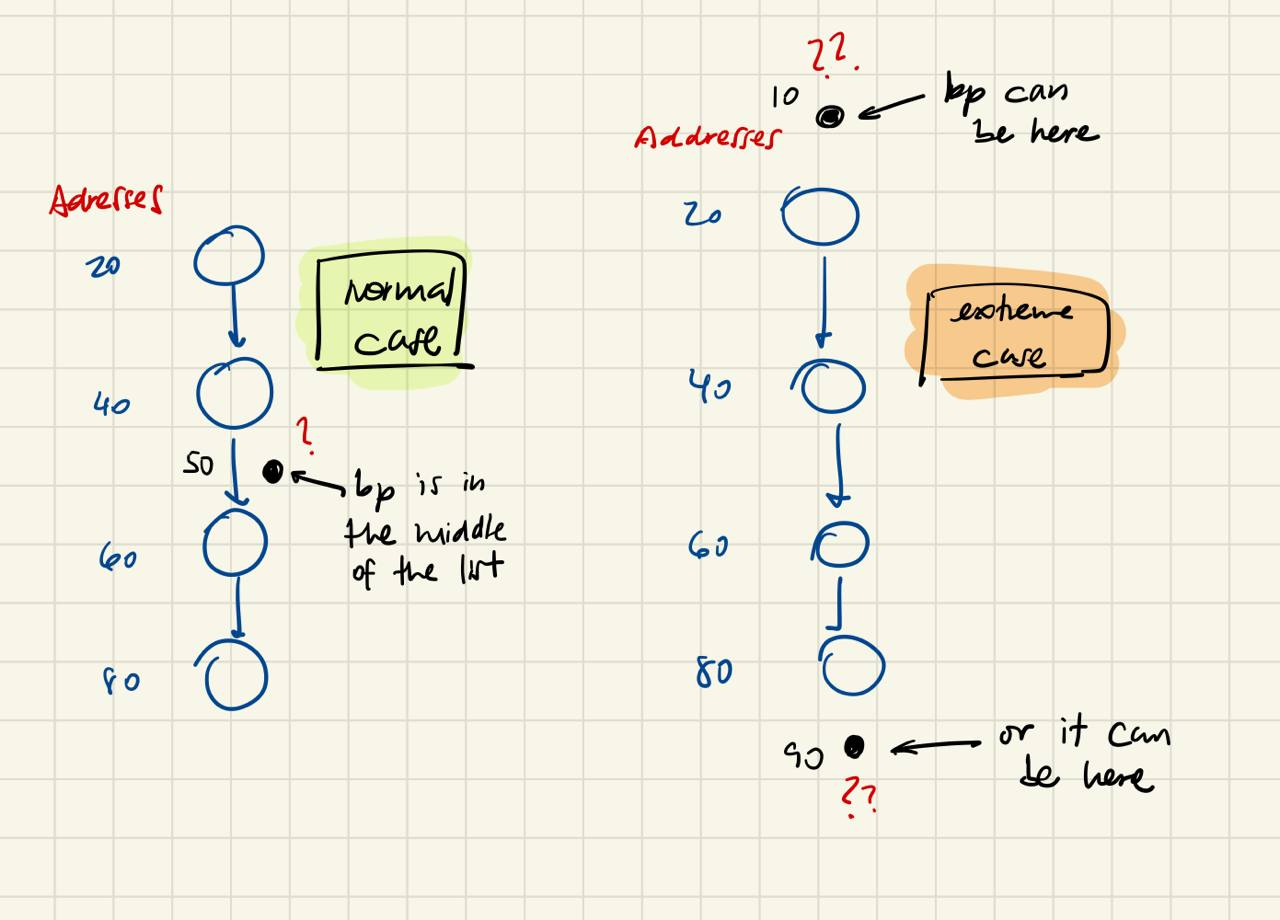 Adresses
20
40
50
?
60
80
normal
case
bp is in
the middle
of the list
??
10
bp can
be here
Addresses
20
40
60
80
extreme
case
90
??
or it can
be here